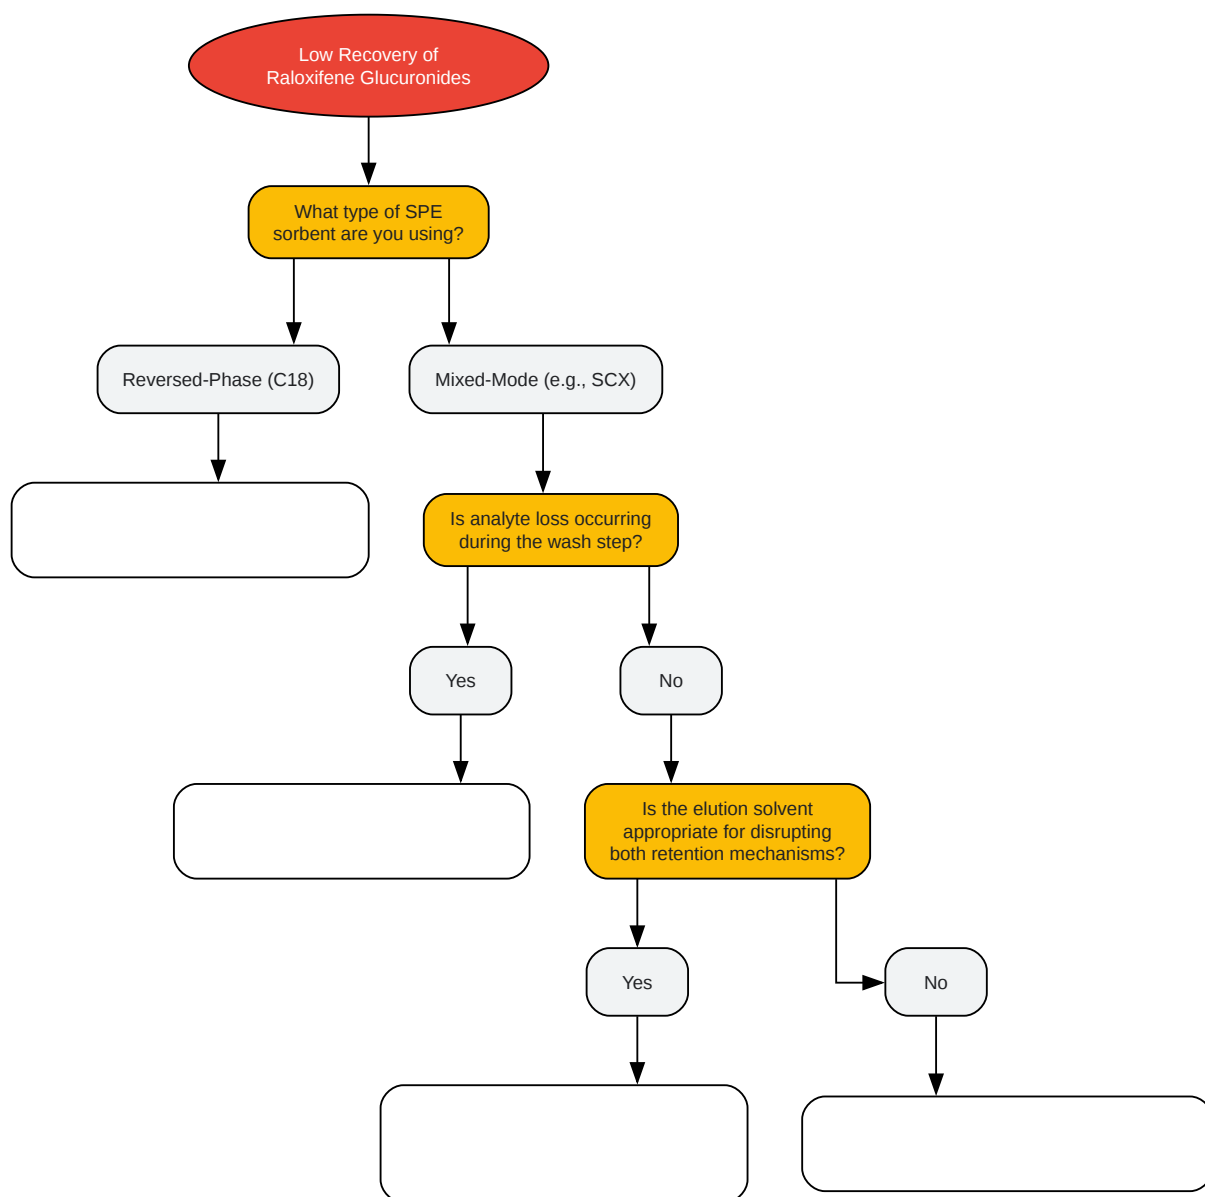 Low Recovery of
Raloxifene Glucuronides
What type of SPE
sorbent are you using?
Reversed-Phase (C18)
Mixed-Mode (e.g., SCX)
Is analyte loss occurring
during the wash step?
Yes
No
Is the elution solvent
appropriate for disrupting
both retention mechanisms?
Yes
No